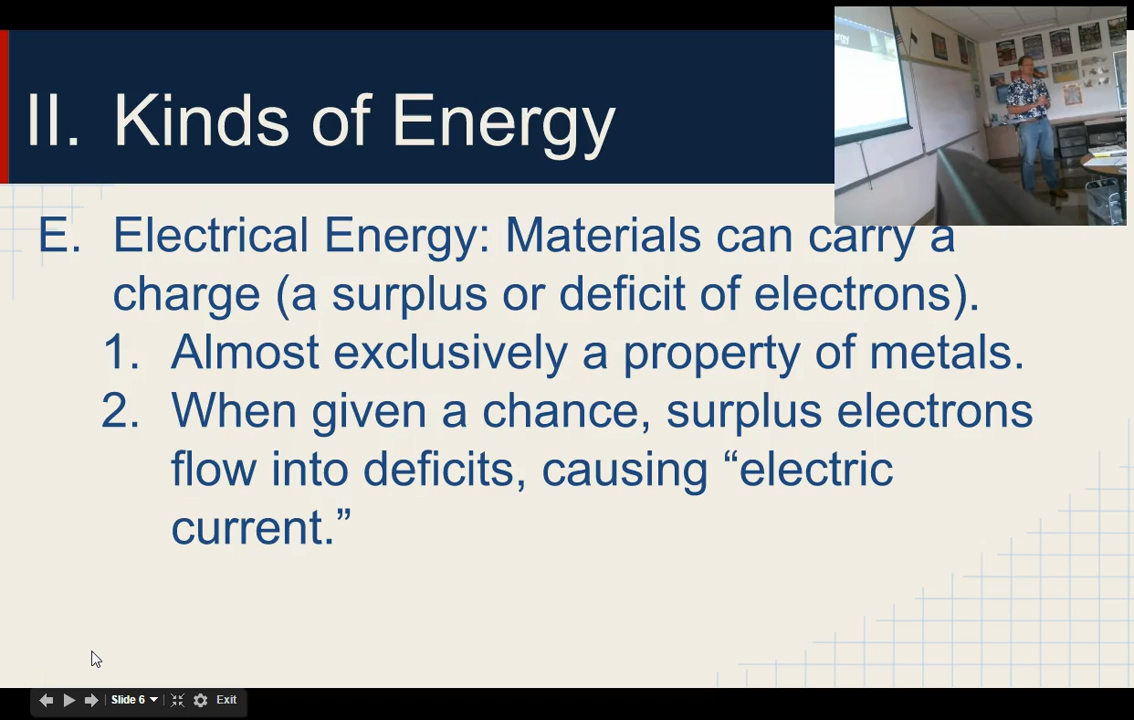 II. Kinds of Energy
E. Electrical Energy: Materials can carry a
charge (a surplus or deficit of electrons).
1. Almost exclusively a property of metals.
2. When given a chance, surplus electrons
flow into deficits, causing “electric
current.”
Slide 6
Exit